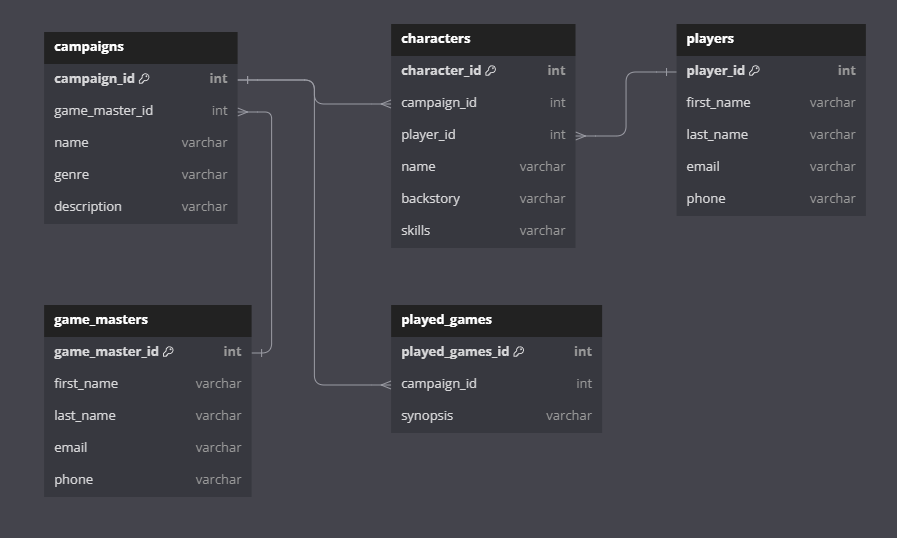 campaigns
campaign_id int
game_master_id int
name varchar
genre varchar
description varchar
characters
character_id int
campaign_id int
player_id int
name varchar
backstory varchar
skills varchar
players
player_id int
first_name varchar
last_name varchar
email varchar
phone varchar
game_masters
game_master_id int
first_name varchar
last_name varchar
email varchar
phone varchar
played_games
played_games_id int
campaign_id int
synopsis varchar